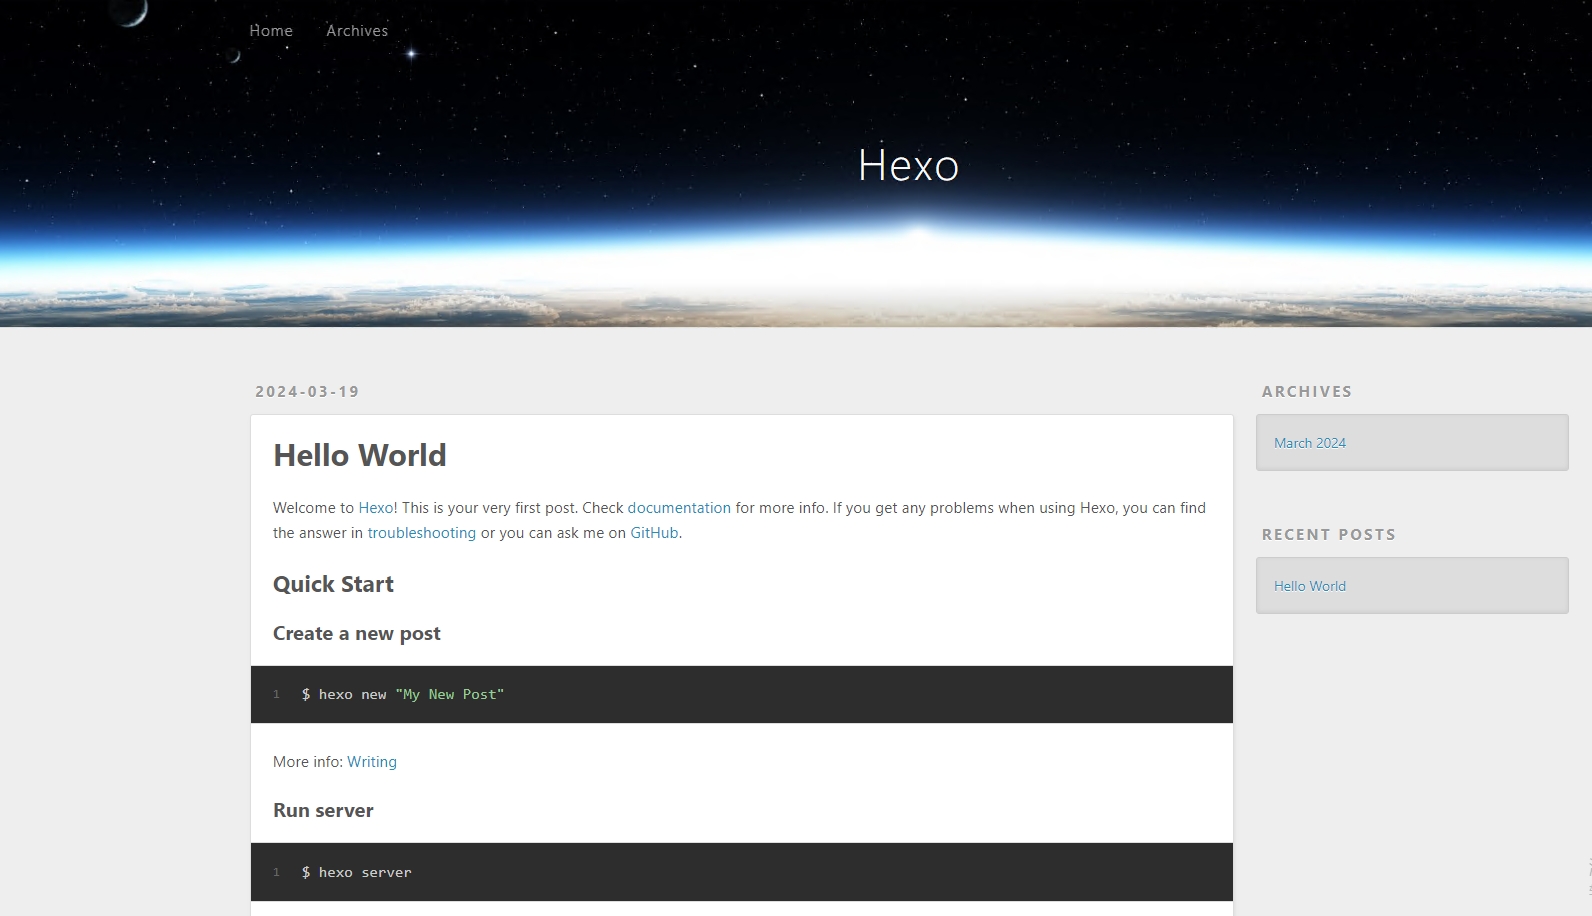 Home Archives
Hexo
2024-03-19
Hello World
Welcome to Hexo! This is your very first post. Check documentation for more info. If you get any problems when using Hexo, you can find
the answer in troubleshooting or you can ask me on GitHub.
Quick Start
Create a new post
1 $ hexo new "My New Post"
More info: Writing
Run server
1 $ hexo server
ARCHIVES
March 2024
RECENT POSTS
Hello World